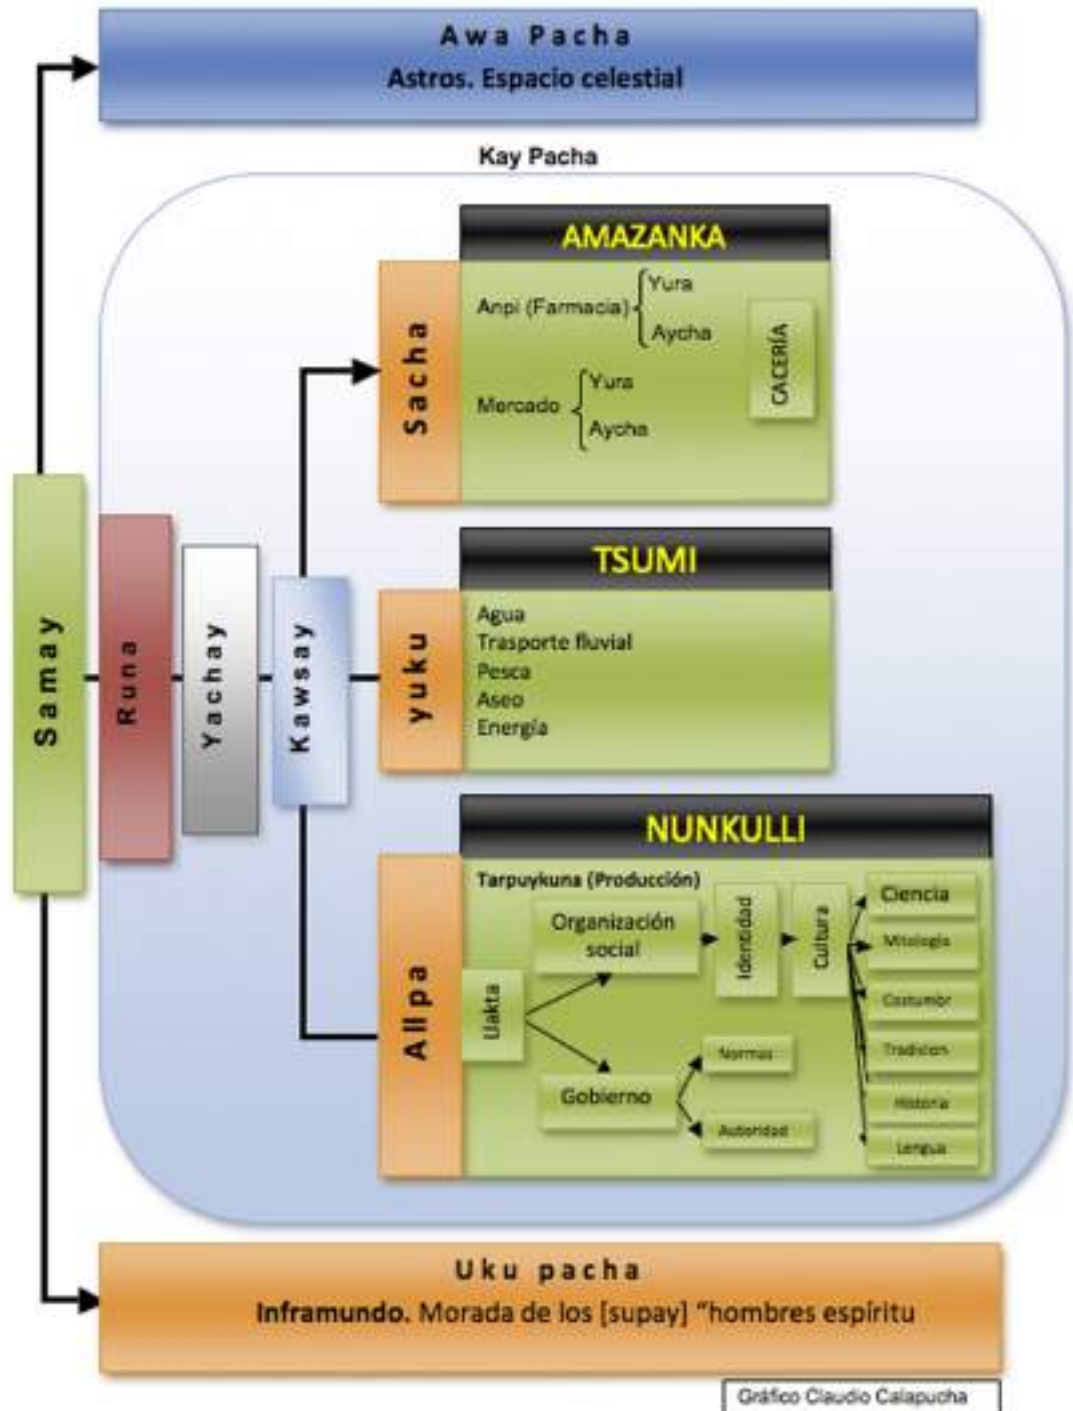 Awa Pacha
Astros. Espacio celestial
Kay Pacha
Samay
Runa
Yachay
Kawsay
Sacha
AMAZANKA
Anpi (Farmacia)
Yura
Aycha
Mercado
Yura
Aycha
CACERÍA
yuku
TSUMI
Agua
Trasporte fluvial
Pesca
Aseo
Energía
Allpa
NUNKULLI
Tarpuykuna (Producción)
Llakta
Organización
social
Identidad
Cultura
Ciencia
Mitología
Costumbr
Tradicion
Historia
Lengua
Gobierno
Normas
Autoridad
Uku pacha
Inframundo. Morada de los [supay] “hombres espíritu
Gráfico Claudio Calapucha